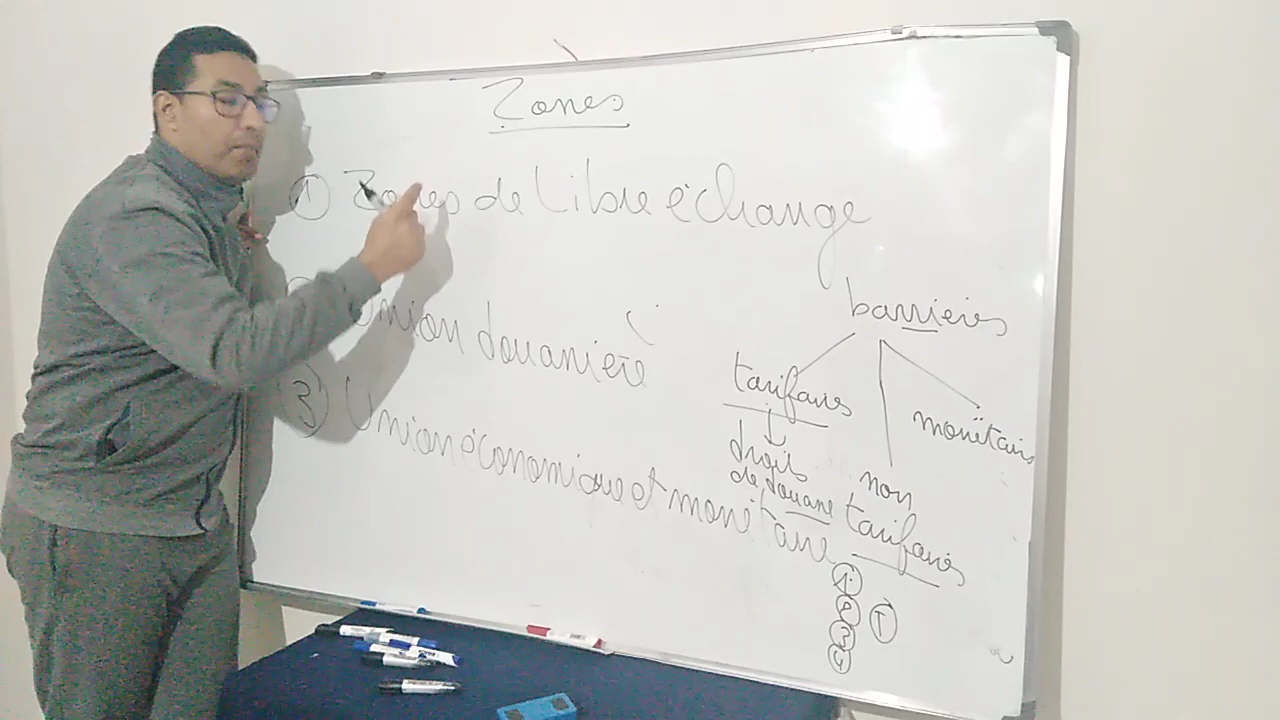 Zones
① Zones de Libre échange
Union douanière
③ Union économique et monétaire
barrières
tarifaires
droits
de douane
non
tarifaires
monétaires